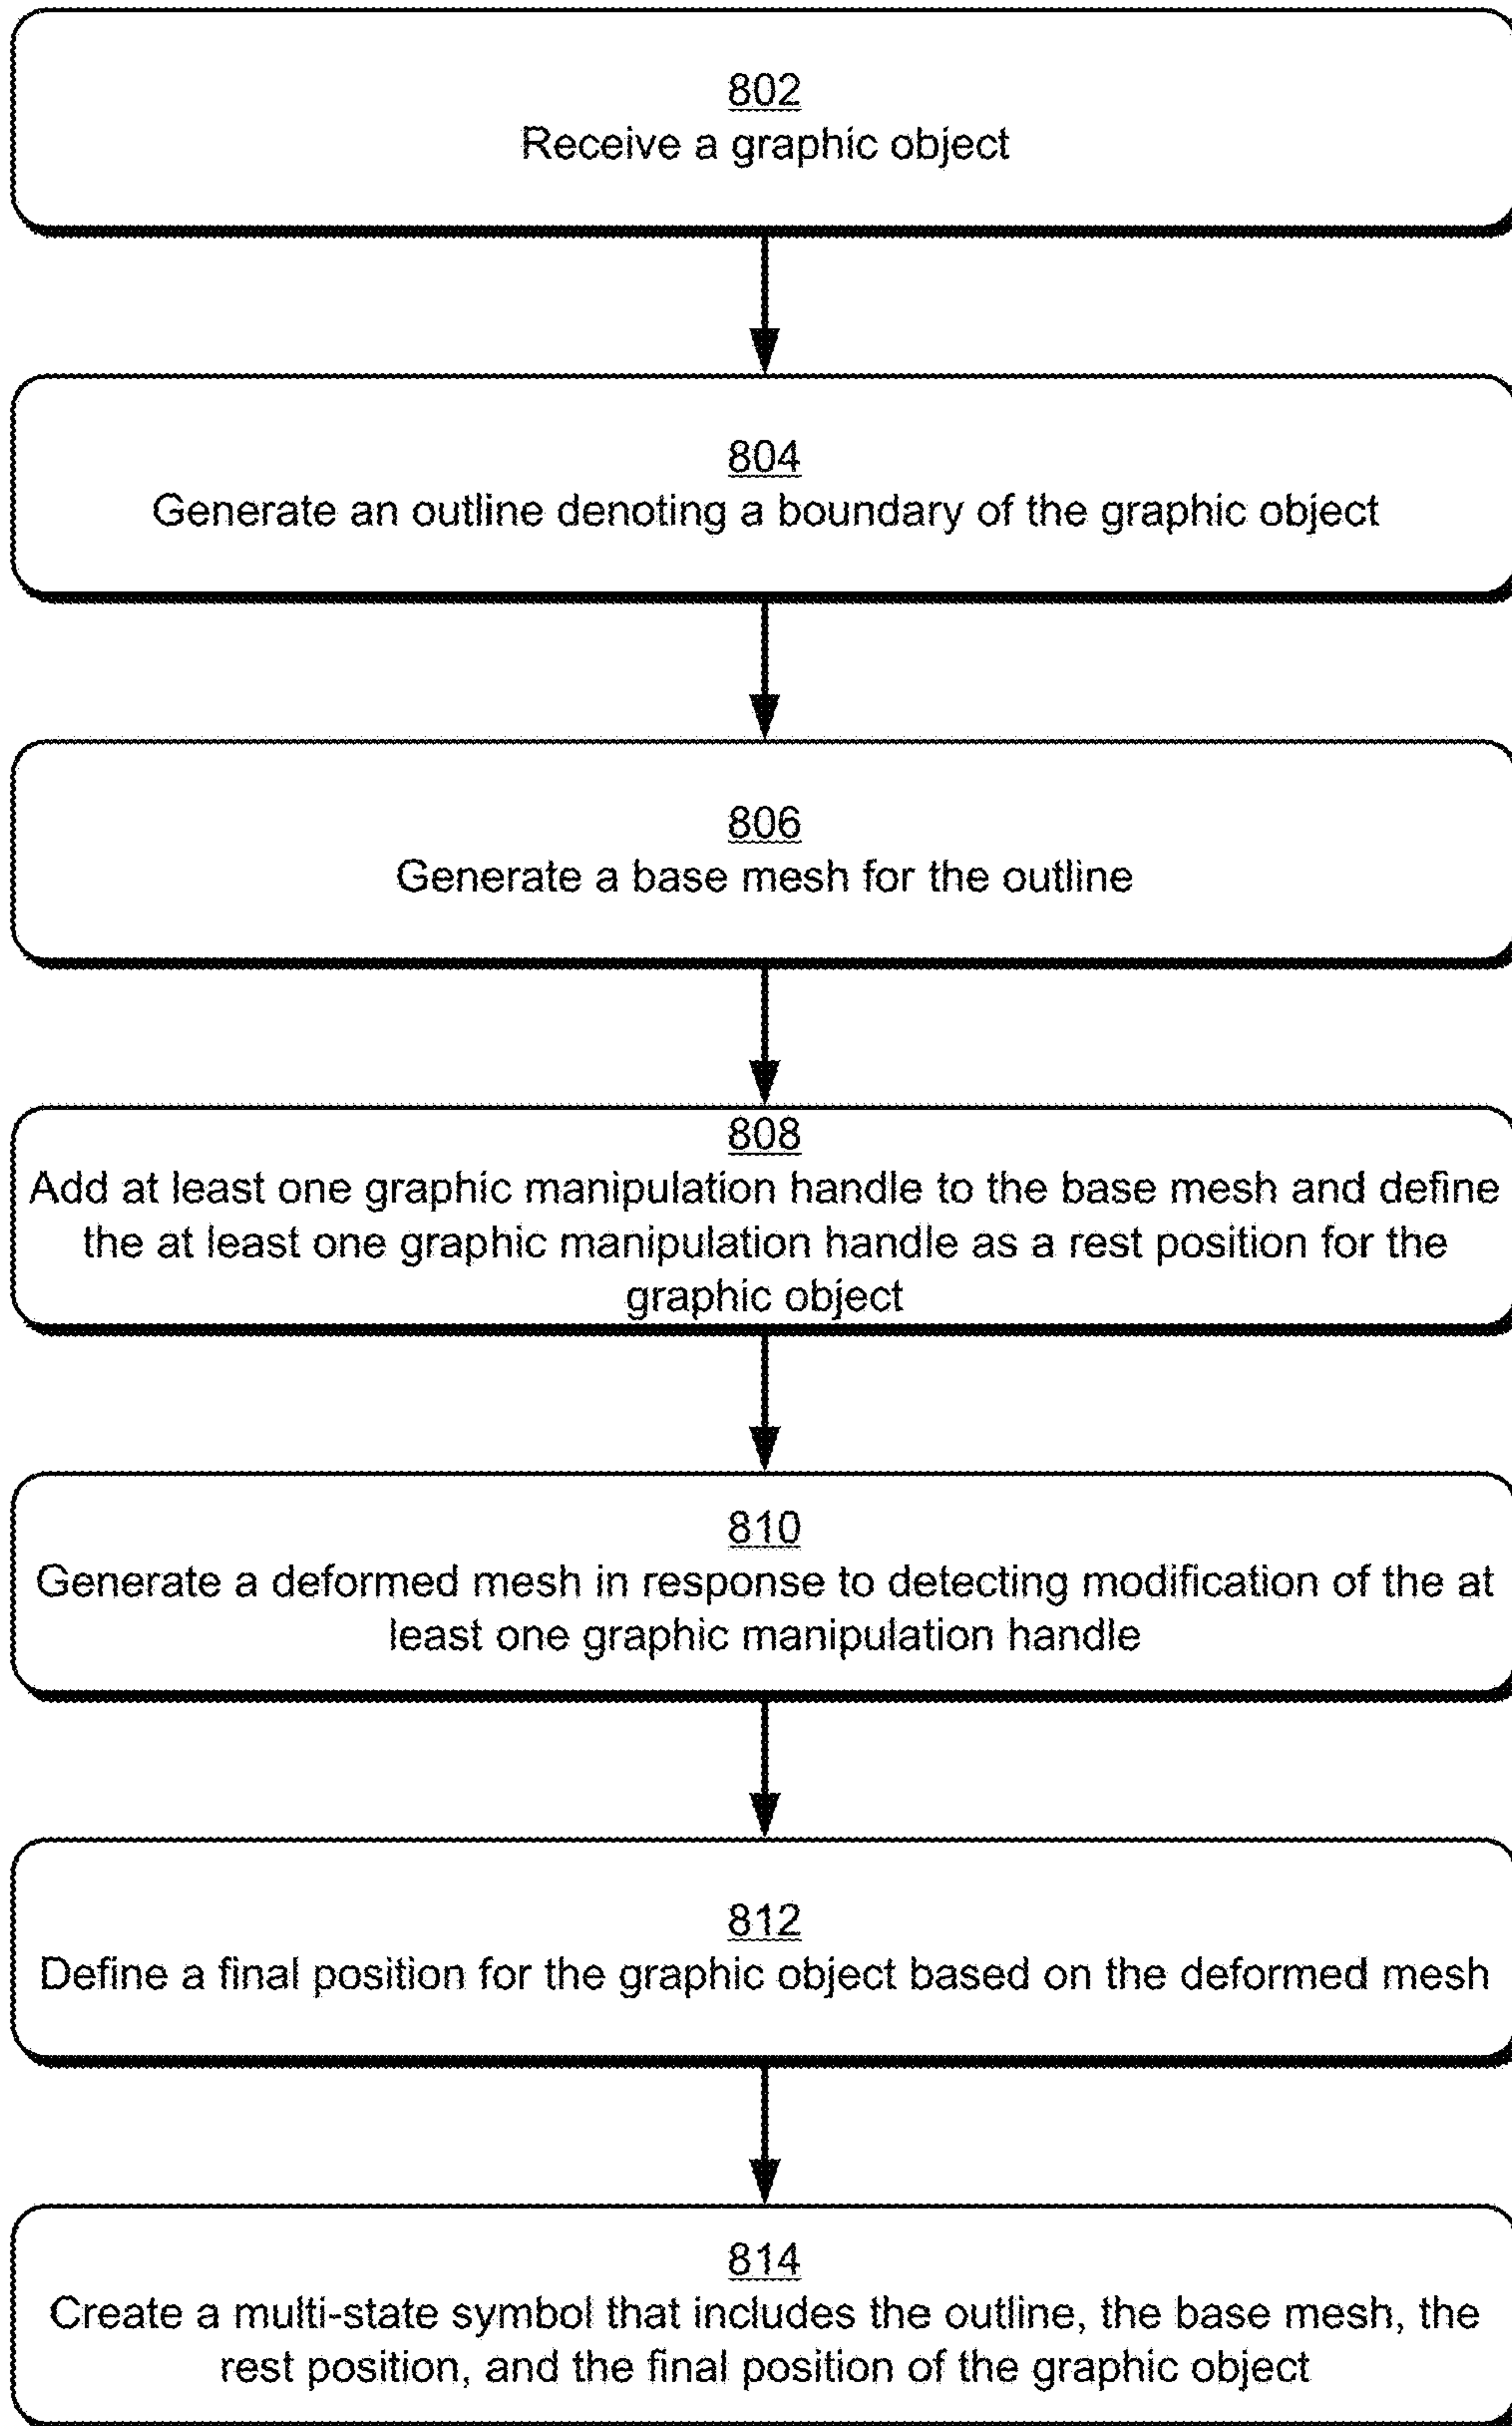 802
Receive a graphic object
804
Generate an outline denoting a boundary of the graphic object
806
Generate a base mesh for the outline
808
Add at least one graphic manipulation handle to the base mesh and define
the at least one graphic manipulation handle as a rest position for the
graphic object
810
Generate a deformed mesh in response to detecting modification of the at
least one graphic manipulation handle
812
Define a final position for the graphic object based on the deformed mesh
814
Create a multi-state symbol that includes the outline, the base mesh, the
rest position, and the final position of the graphic object